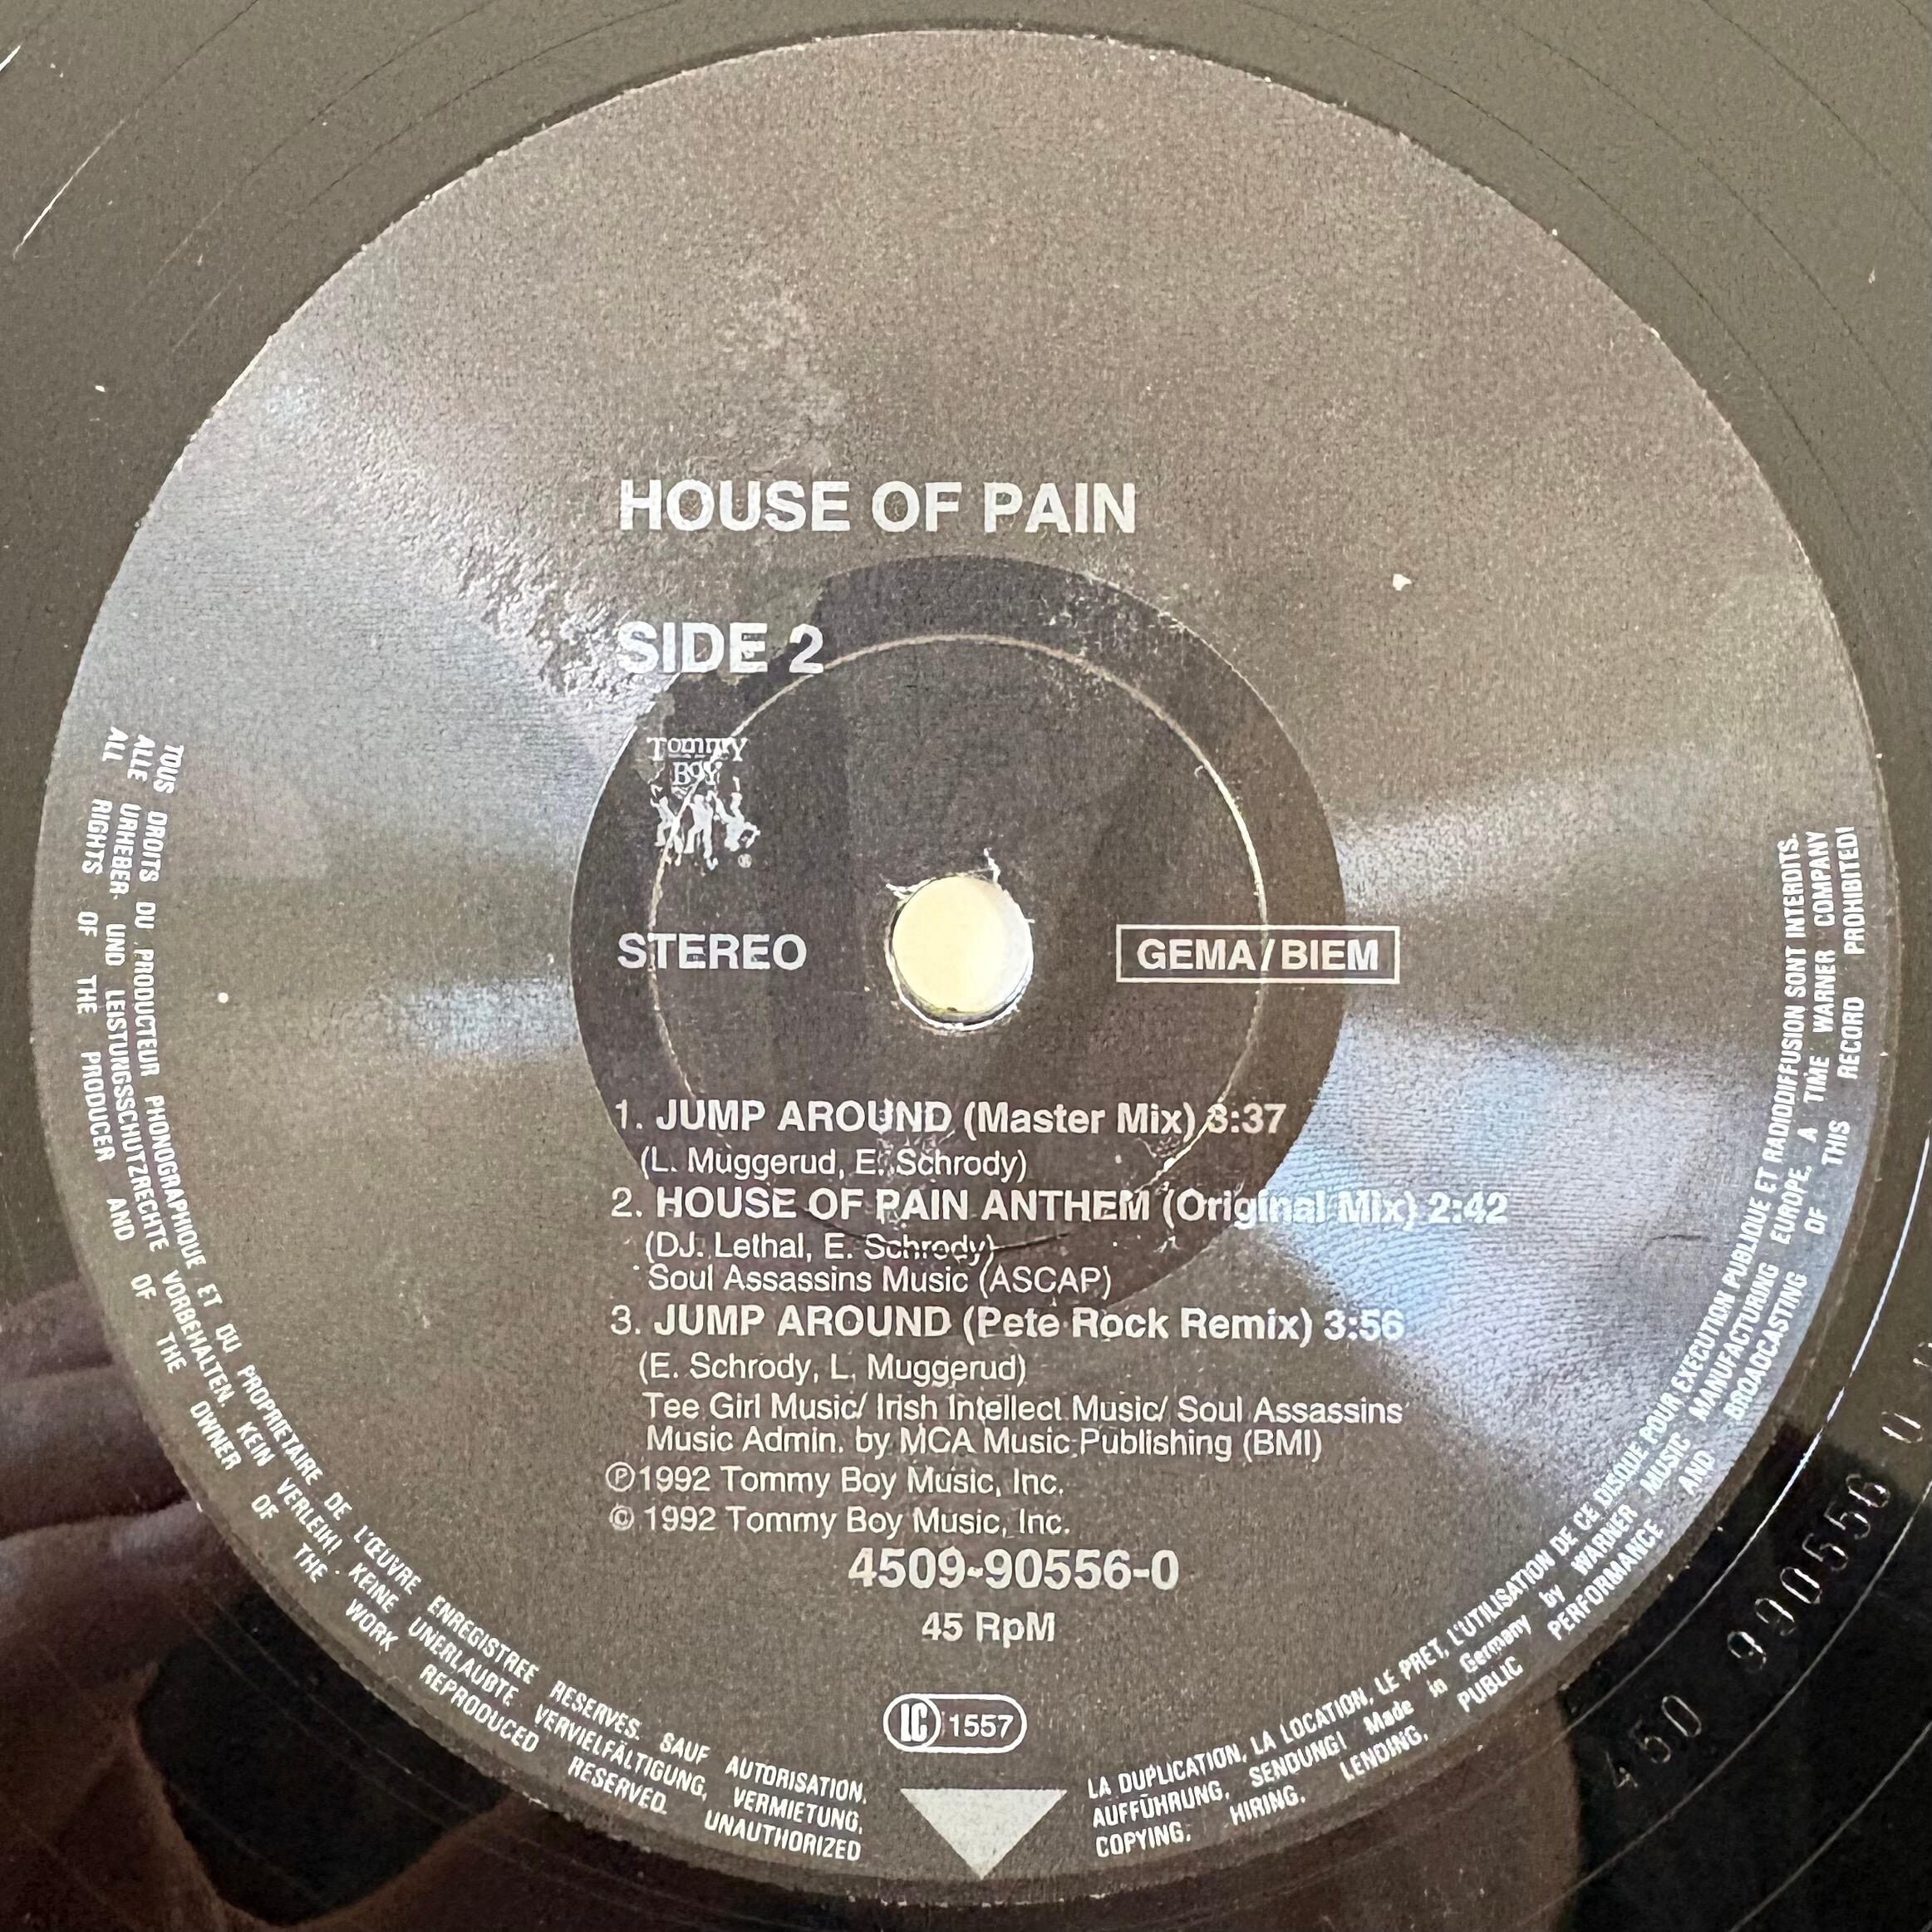 HOUSE OF PAIN
SIDE 2
Tommy
Boy
®
STEREO
GEMA/BIEM
1. JUMP AROUND (Master Mix) 3:37
(L. Muggerud, E. Schrody)
2. HOUSE OF PAIN ANTHEM (Original Mix) 2:42
(DJ. Lethal, E. Schrody)
Soul Assassins Music (ASCAP)
3. JUMP AROUND (Pete Rock Remix) 3:56
(E. Schrody, L. Muggerud)
Tee Girl Music/ Irish Intellect Music/ Soul Assassins
Music Admin. by MCA Music Publishing (BMI)
℗1992 Tommy Boy Music, Inc.
© 1992 Tommy Boy Music, Inc.
4509-90556-0
45 RpM
LC 1557
TOUS DROITS DU PRODUCTEUR PHONOGRAPHIQUE ET DU PROPRIETAIRE DE L'ŒUVRE ENREGISTREE RESERVES. SAUF AUTORISATION, LA DUPLICATION, LA LOCATION, LE PRET, L'UTILISATION DE CE DISQUE POUR EXECUTION PUBLIQUE ET RADIODIFFUSION SONT INTERDITS.
ALLE URHEBER- UND LEISTUNGSSCHUTZRECHTE VORBEHALTEN. KEIN VERLEIH! KEINE UNERLAUBTE VERVIELFÄLTIGUNG, VERMIETUNG, AUFFÜHRUNG, SENDUNG! Made in Germany by WARNER MUSIC MANUFACTURING EUROPE, A TIME WARNER COMPANY
ALL RIGHTS OF THE PRODUCER AND OF THE OWNER OF THE WORK REPRODUCED RESERVED. UNAUTHORIZED COPYING, HIRING, LENDING, PUBLIC PERFORMANCE AND BROADCASTING OF THIS RECORD PROHIBITED!
450 990556 0